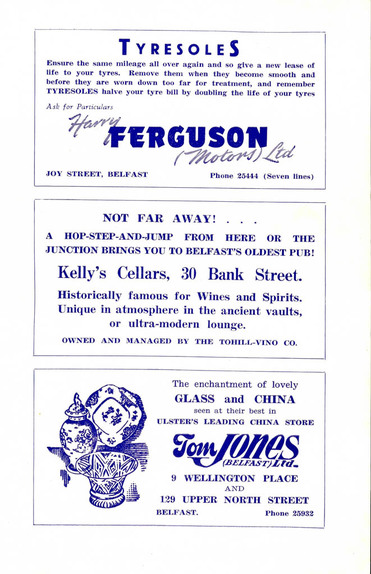 TYRESOLES
Ensure the same mileage all over again and so give a new lease of
life to your tyres. Remove them when they become smooth and
before they are worn down too far for treatment, and remember
TYRESOLES halve your tyre bill by doubling the life of your tyres
Ask for Particulars
Harry
FERGUSON
(Motors) Ltd
JOY STREET, BELFAST Phone 25444 (Seven lines)
NOT FAR AWAY! . . .
A HOP-STEP-AND-JUMP FROM HERE OR THE
JUNCTION BRINGS YOU TO BELFAST'S OLDEST PUB!
Kelly's Cellars, 30 Bank Street.
Historically famous for Wines and Spirits.
Unique in atmosphere in the ancient vaults,
or ultra-modern lounge.
OWNED AND MANAGED BY THE TOHILL-VINO CO.
The enchantment of lovely
GLASS and CHINA
seen at their best in
ULSTER'S LEADING CHINA STORE
Tom JONES
(BELFAST) Ltd.
9 WELLINGTON PLACE
AND
129 UPPER NORTH STREET
BELFAST. Phone 25932